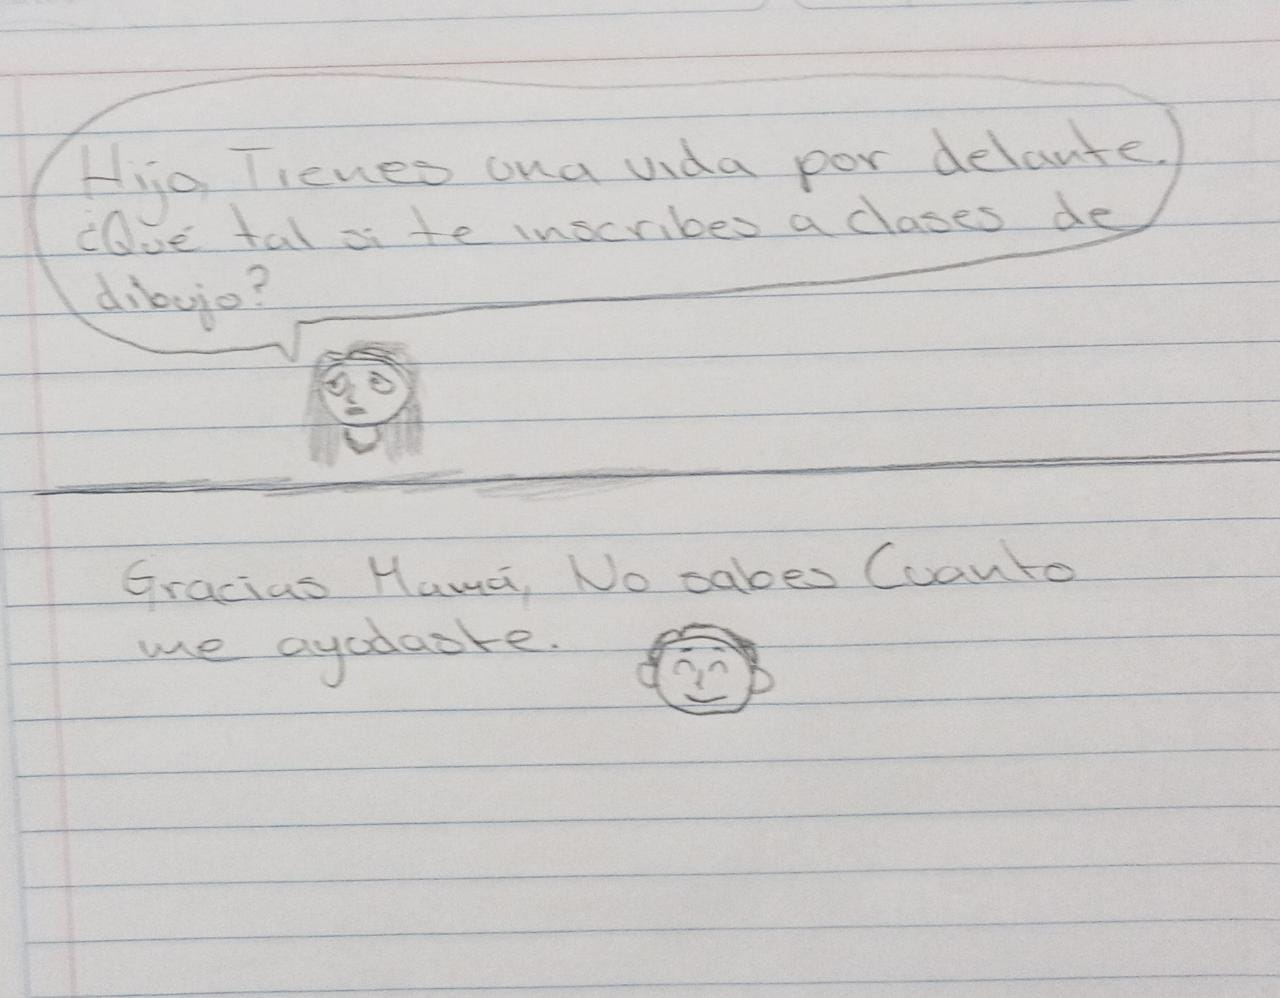 Hijo, Tienes una vida por delante.
¿Qué tal si te inscribes a clases de
dibujo?
Gracias Mamá, No sabes Cuanto
me ayudaste.